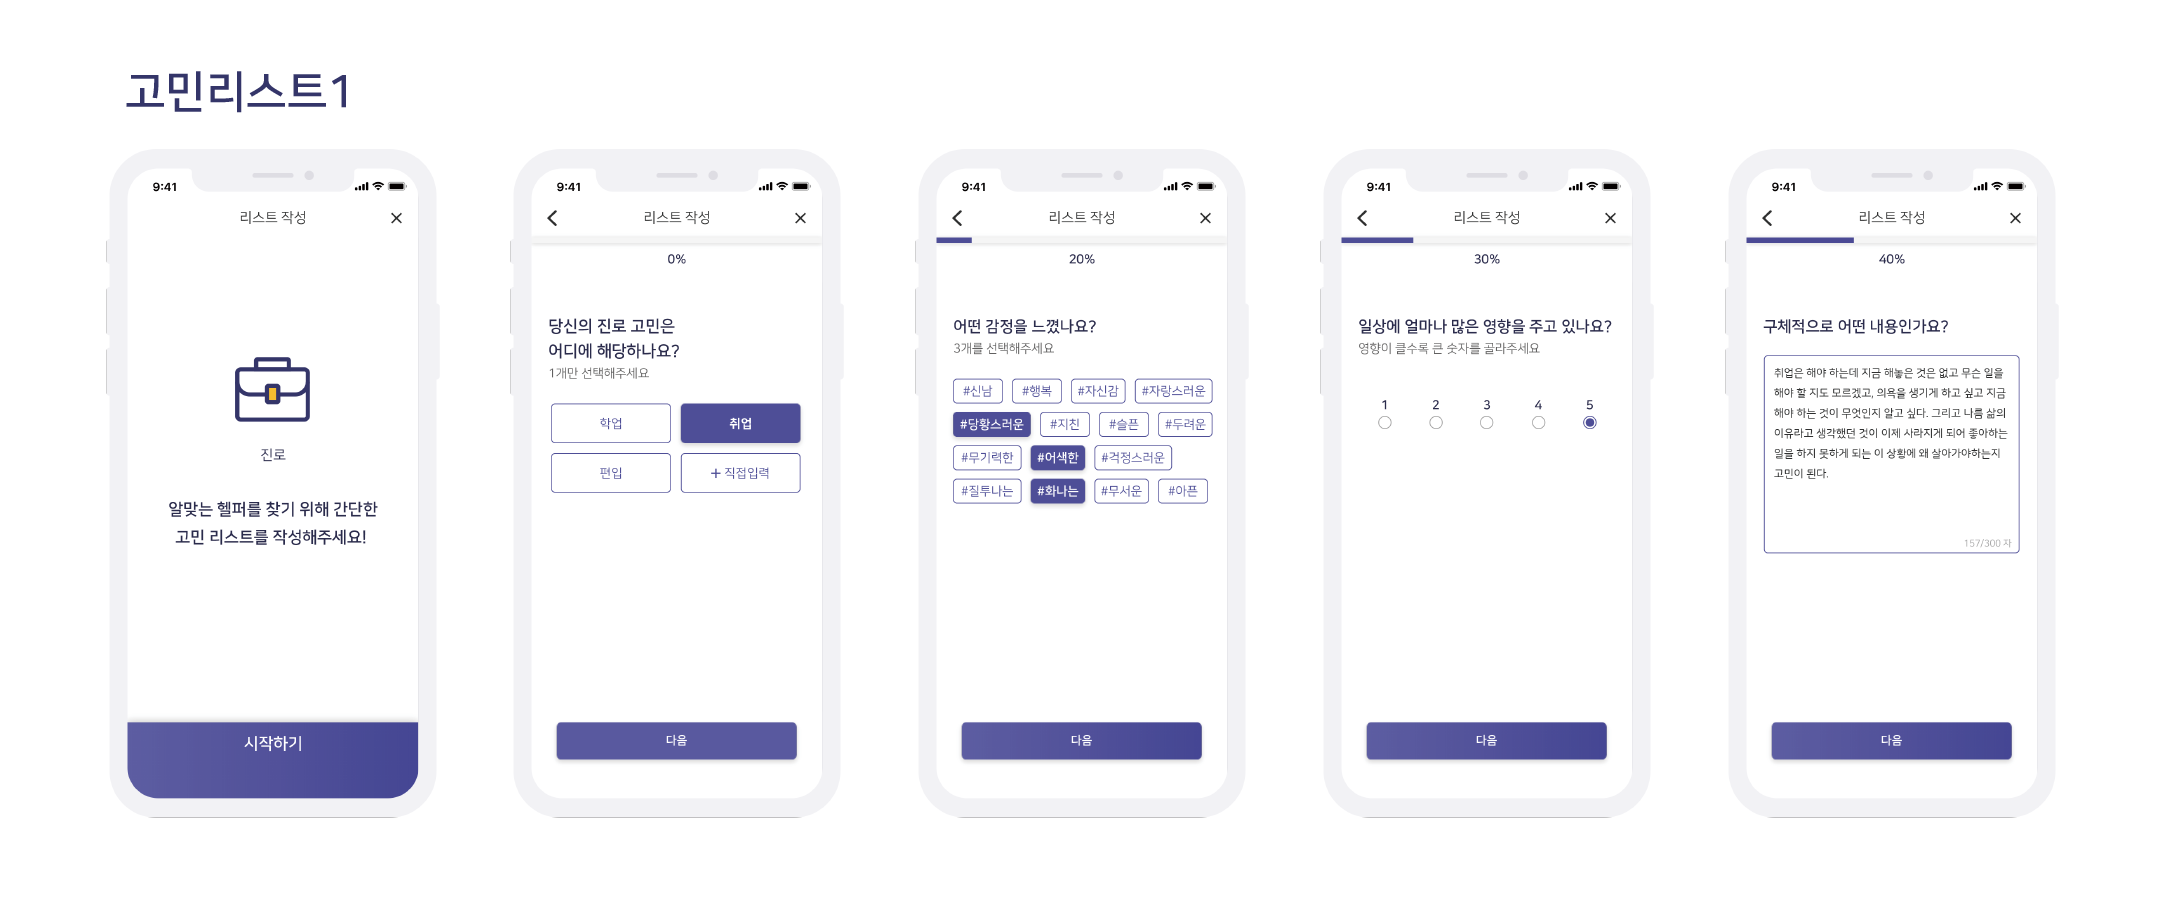 고민리스트1
9:41
리스트 작성
진로
알맞는 헬퍼를 찾기 위해 간단한
고민 리스트를 작성해주세요!
시작하기
9:41
리스트 작성
0%
당신의 진로 고민은
어디에 해당하나요?
1개만 선택해주세요
학업 취업
편입 + 직접입력
다음
9:41
리스트 작성
20%
어떤 감정을 느꼈나요?
3개를 선택해주세요
#신남 #행복 #자신감 #자랑스러운
#당황스러운 #지친 #슬픈 #두려운
#무기력한 #어색한 #걱정스러운
#질투나는 #화나는 #무서운 #아픈
다음
9:41
리스트 작성
30%
일상에 얼마나 많은 영향을 주고 있나요?
영향이 클수록 큰 숫자를 골라주세요
1 2 3 4 5
다음
9:41
리스트 작성
40%
구체적으로 어떤 내용인가요?
취업은 해야 하는데 지금 해놓은 것은 없고 무슨 일을
해야 할 지도 모르겠고, 의욕을 생기게 하고 싶고 지금
해야 하는 것이 무엇인지 알고 싶다. 그리고 나름 삶의
이유라고 생각했던 것이 이제 사라지게 되어 좋아하는
일을 하지 못하게 되는 이 상황에 왜 살아가야하는지
고민이 된다.
157/300 자
다음